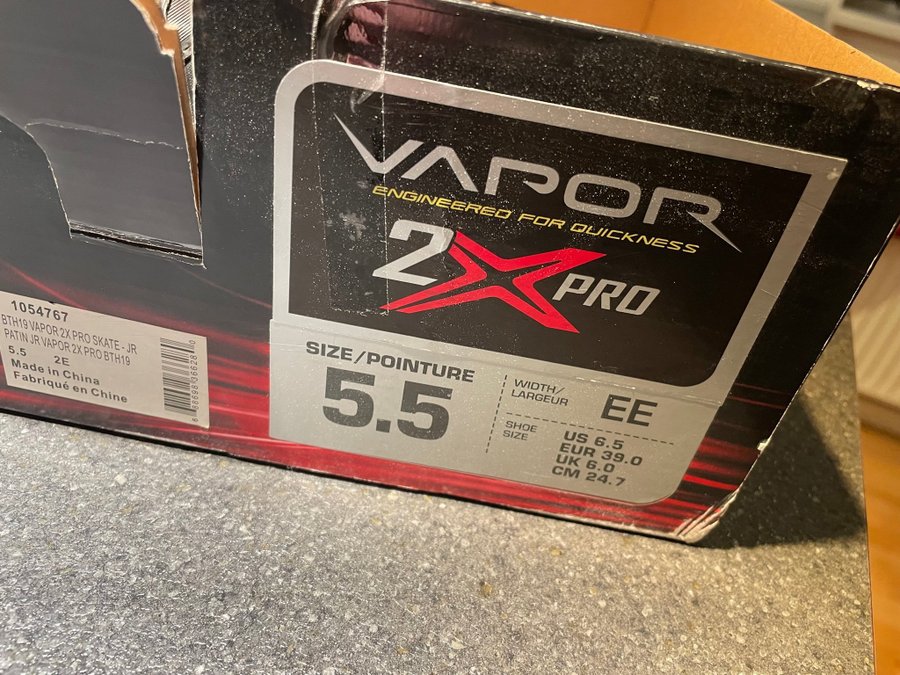 VAPOR
ENGINEERED FOR QUICKNESS
2X PRO
SIZE/POINTURE
5.5
WIDTH/
LARGEUR
EE
SHOE
SIZE
US 6.5
EUR 39.0
UK 6.0
CM 24.7
1054767
BTH19 VAPOR 2X PRO SKATE - JR
PATIN JR VAPOR 2X PRO BTH19
5.5 2E
Made in China
Fabriqué en Chine